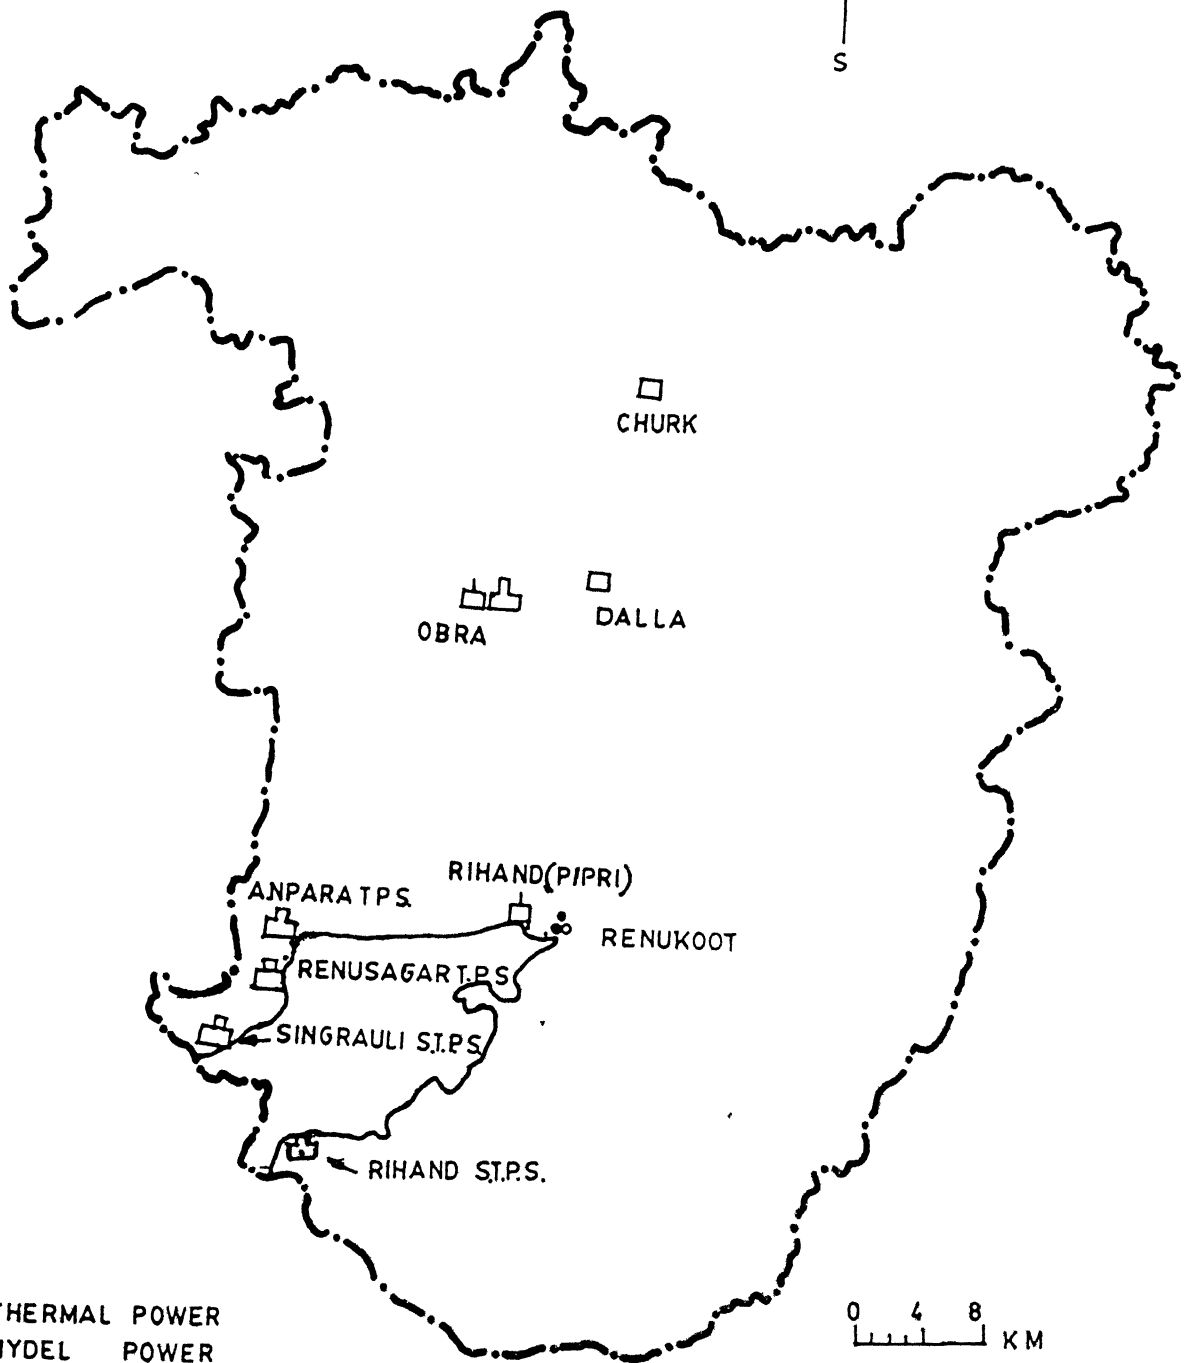 S
CHURK
OBRA
DALLA
RIHAND(PIPRI)
ANPARA T.P.S.
RENUKOOT
RENUSAGAR T.P.S
SINGRAULI S.T.P.S.
RIHAND S.T.P.S.
THERMAL POWER
HYDEL POWER
0 4 8
KM